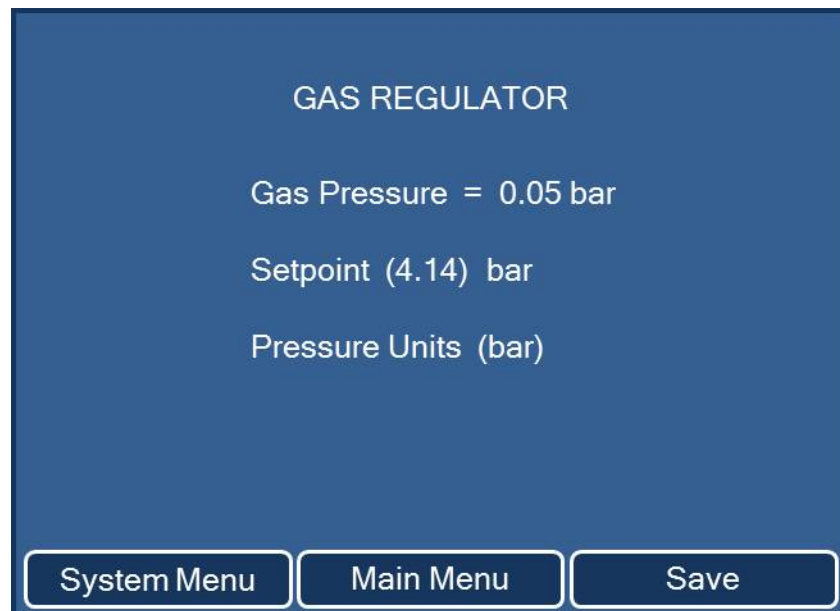 GAS REGULATOR
Gas Pressure = 0.05 bar
Setpoint (4.14) bar
Pressure Units (bar)
System Menu Main Menu Save